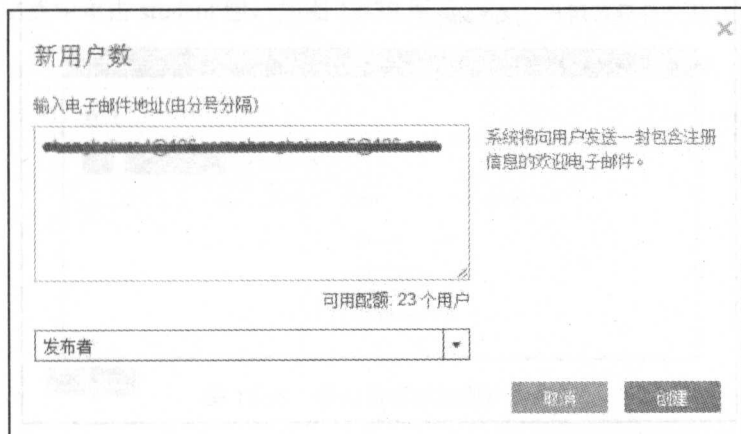 新用户数
输入电子邮件地址(由分号分隔)
系统将向用户发送一封包含注册
信息的欢迎电子邮件。
可用配额: 23 个用户
发布者
取消
创建